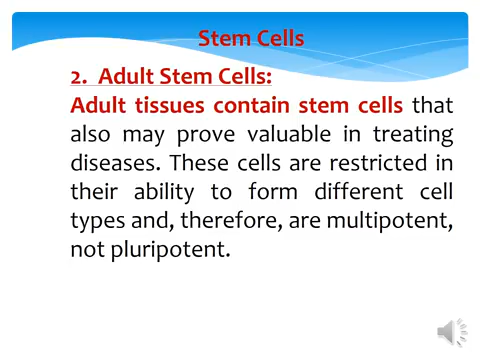 Stem Cells
2. Adult Stem Cells:
Adult tissues contain stem cells that
also may prove valuable in treating
diseases. These cells are restricted in
their ability to form different cell
types and, therefore, are multipotent,
not pluripotent.